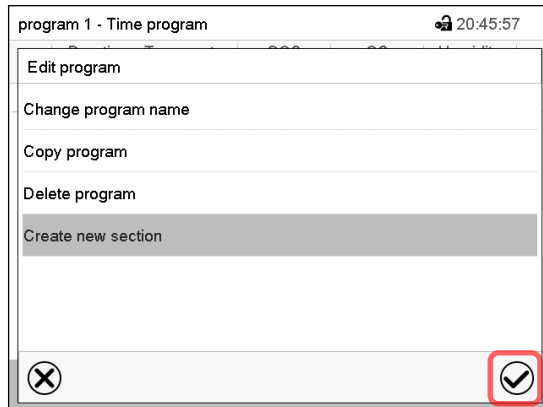 program 1 - Time program 20:45:57
Edit program
Change program name
Copy program
Delete program
Create new section